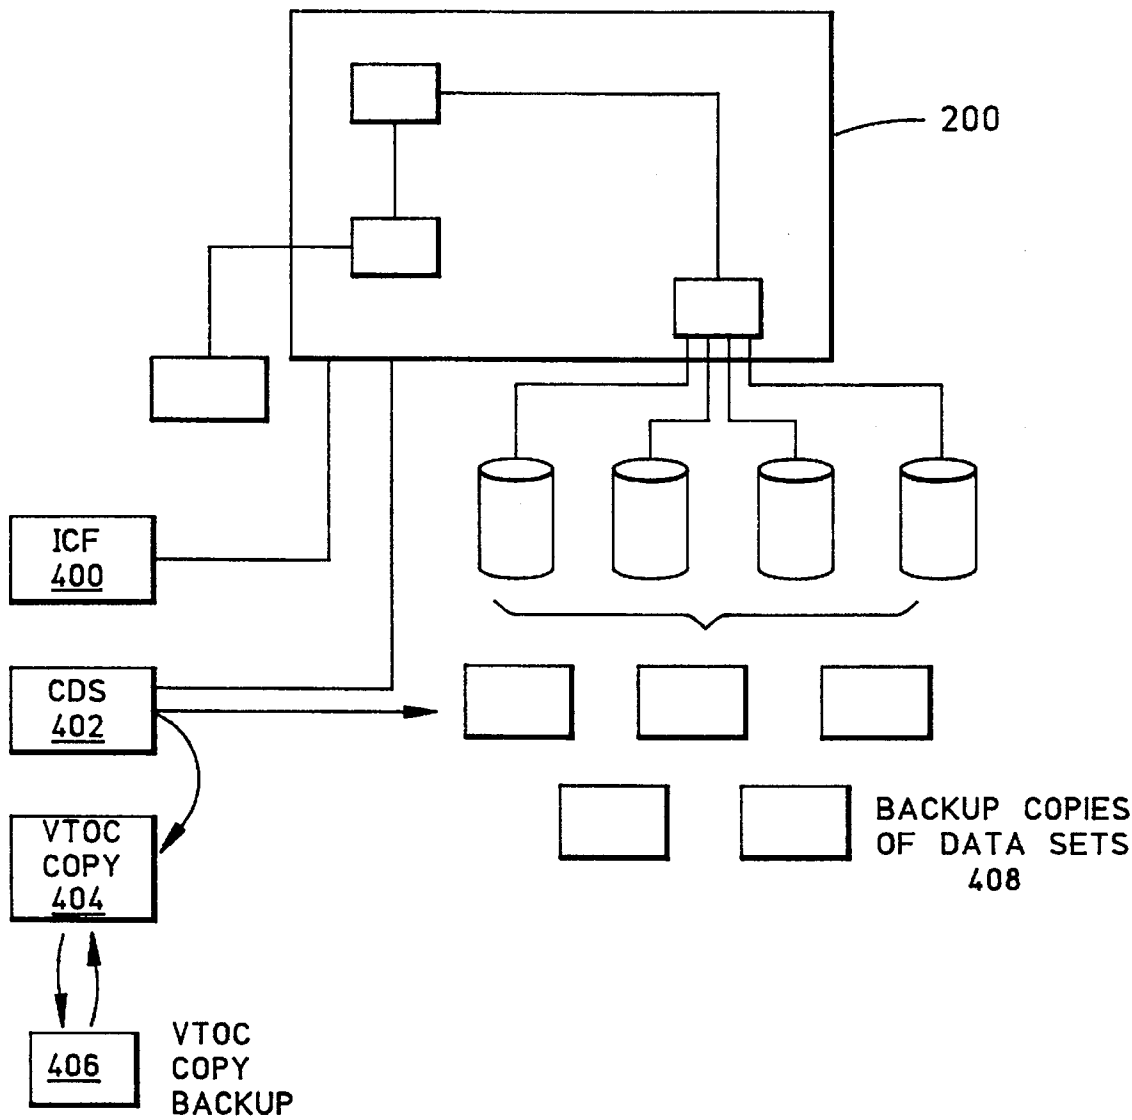 200
ICF
400
CDS
402
VTOC
COPY
404
BACKUP COPIES
OF DATA SETS
408
406
VTOC
COPY
BACKUP